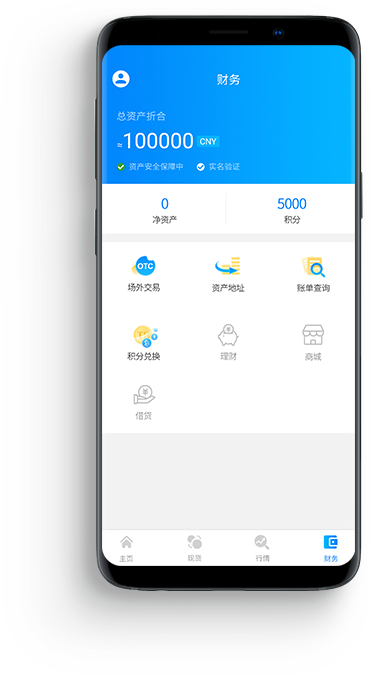 财务
总资产折合
≈100000 CNY
资产安全保障中 实名验证
0 5000
净资产 积分
OTC
场外交易 资产地址 账单查询
积分兑换 理财 商城
借贷
主页 现货 行情 财务